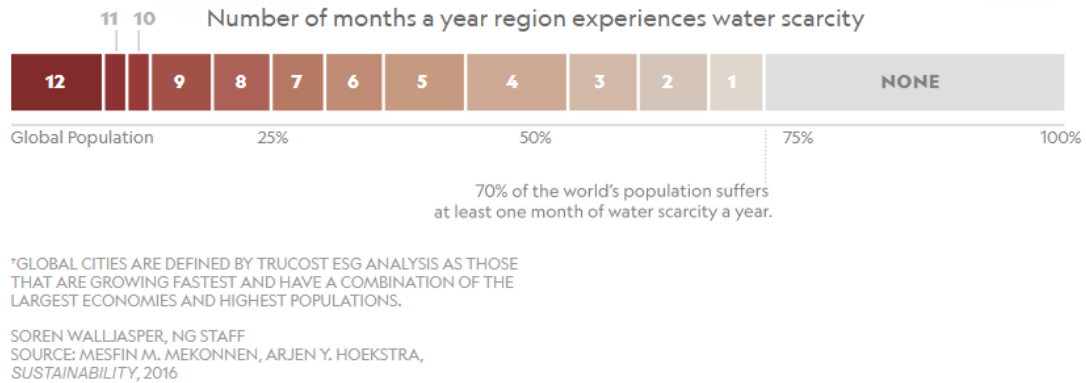 Number of months a year region experiences water scarcity
11 10
12 9 8 7 6 5 4 3 2 1 NONE
Global Population 25% 50% 75% 100%
70% of the world’s population suffers
at least one month of water scarcity a year.
†GLOBAL CITIES ARE DEFINED BY TRUCOST ESG ANALYSIS AS THOSE
THAT ARE GROWING FASTEST AND HAVE A COMBINATION OF THE
LARGEST ECONOMIES AND HIGHEST POPULATIONS.
SOREN WALLJASPER, NG STAFF
SOURCE: MESFIN M. MEKONNEN, ARJEN Y. HOEKSTRA,
SUSTAINABILITY, 2016